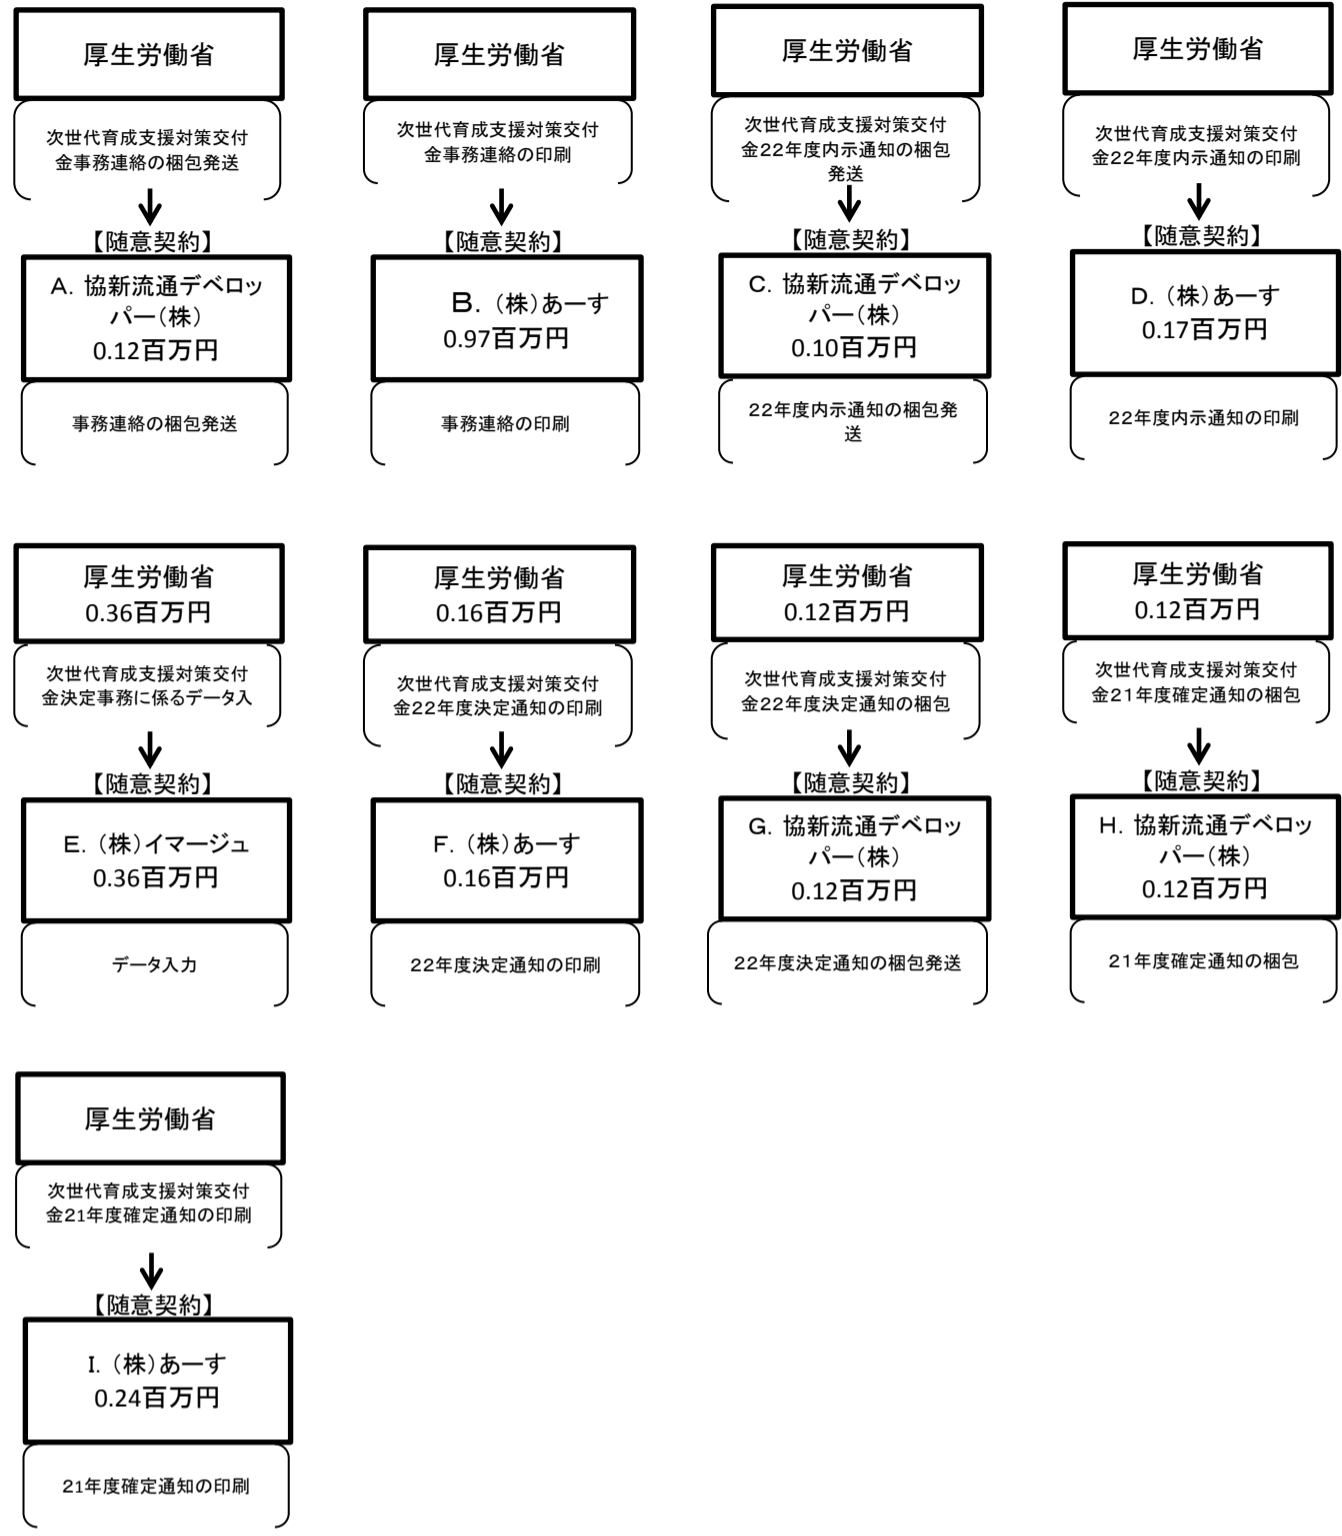 厚生労働省
次世代育成支援対策交付
金事務連絡の梱包発送
【随意契約】
A．協新流通デベロッ
パー（株）
0.12百万円
事務連絡の梱包発送
厚生労働省
次世代育成支援対策交付
金事務連絡の印刷
【随意契約】
B．（株）あーす
0.97百万円
事務連絡の印刷
厚生労働省
次世代育成支援対策交付
金22年度内示通知の梱包
発送
【随意契約】
C．協新流通デベロッ
パー（株）
0.10百万円
22年度内示通知の梱包発
送
厚生労働省
次世代育成支援対策交付
金22年度内示通知の印刷
【随意契約】
D．（株）あーす
0.17百万円
22年度内示通知の印刷
厚生労働省
0.36百万円
次世代育成支援対策交付
金決定事務に係るデータ入
【随意契約】
E．（株）イマージュ
0.36百万円
データ入力
厚生労働省
0.16百万円
次世代育成支援対策交付
金22年度決定通知の印刷
【随意契約】
F．（株）あーす
0.16百万円
22年度決定通知の印刷
厚生労働省
0.12百万円
次世代育成支援対策交付
金22年度決定通知の梱包
【随意契約】
G．協新流通デベロッ
パー（株）
0.12百万円
22年度決定通知の梱包発送
厚生労働省
0.12百万円
次世代育成支援対策交付
金21年度確定通知の梱包
【随意契約】
H．協新流通デベロッ
パー（株）
0.12百万円
21年度確定通知の梱包
厚生労働省
次世代育成支援対策交付
金21年度確定通知の印刷
【随意契約】
I．（株）あーす
0.24百万円
21年度確定通知の印刷